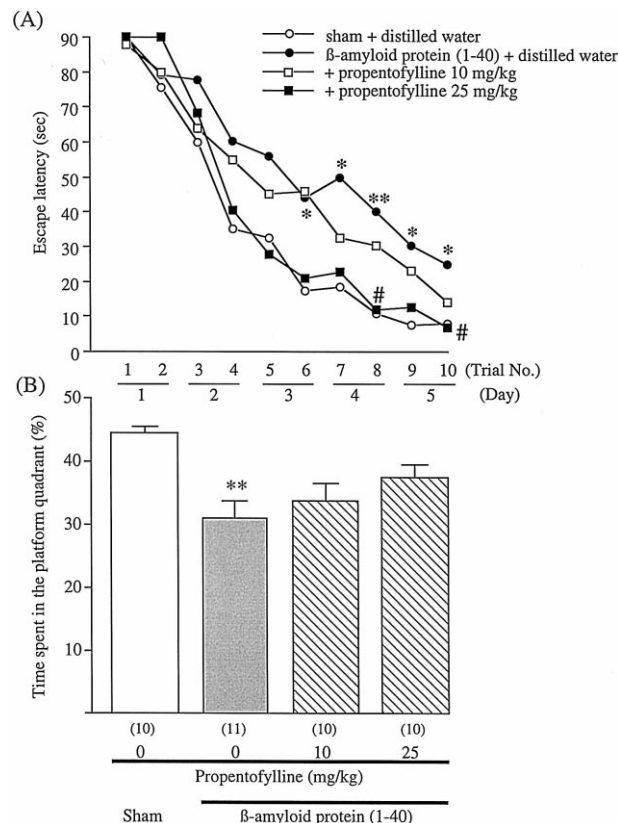 (A)
sham + distilled water
ß-amyloid protein (1-40) + distilled water
+ propentofylline 10 mg/kg
+ propentofylline 25 mg/kg
Escape latency (sec)
90
80
70
60
50
40
30
20
10
0
* * ** * * # #
1 2 3 4 5 6 7 8 9 10 (Trial No.)
1 2 3 4 5 (Day)
(B)
Time spent in the platform quadrant (%)
50
40
30
20
10
**
(10) (11) (10) (10)
0 0 10 25
Propentofylline (mg/kg)
Sham ß-amyloid protein (1-40)